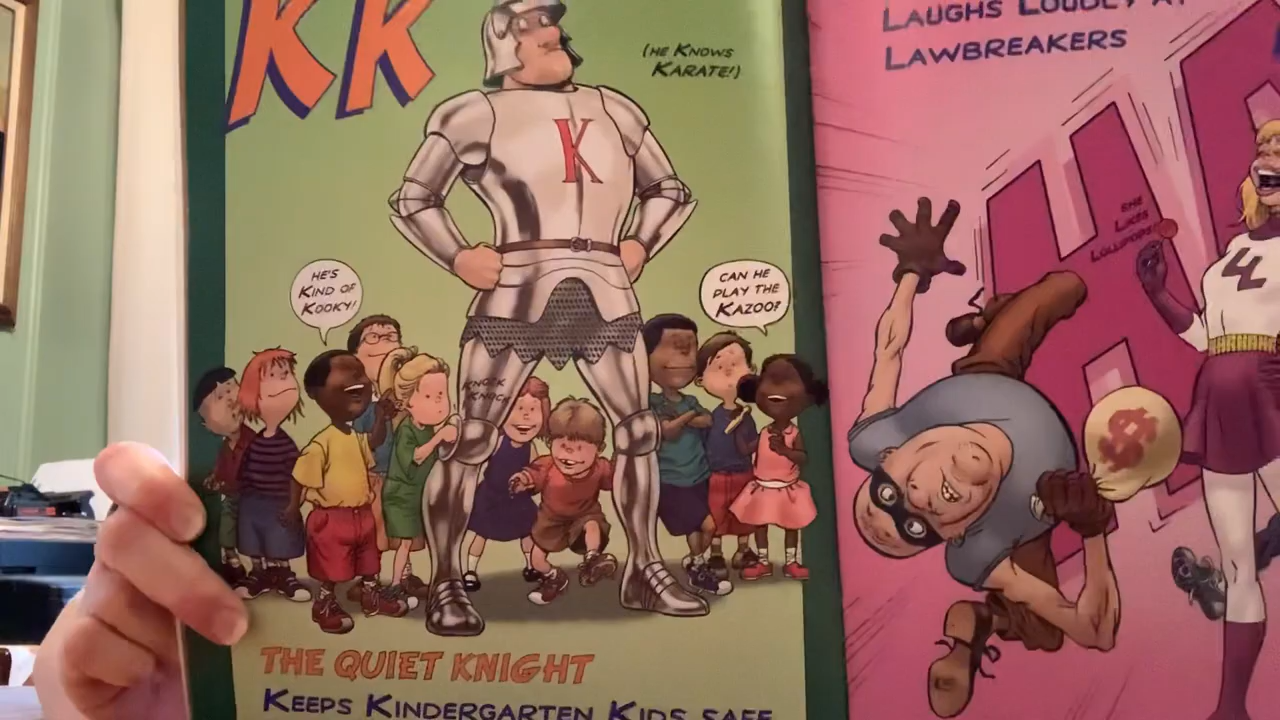 KK
(HE KNOWS
KARATE!)
K
HE'S
KIND OF
KOOKY!
CAN HE
PLAY THE
KAZOO?
KNOCK
KNOCK
THE QUIET KNIGHT
KEEPS KINDERGARTEN KIDS SAFE
LAUGHS LOUDLY AT
LAWBREAKERS
SHE
LIKES
LOLLIPOPS!
LL
$